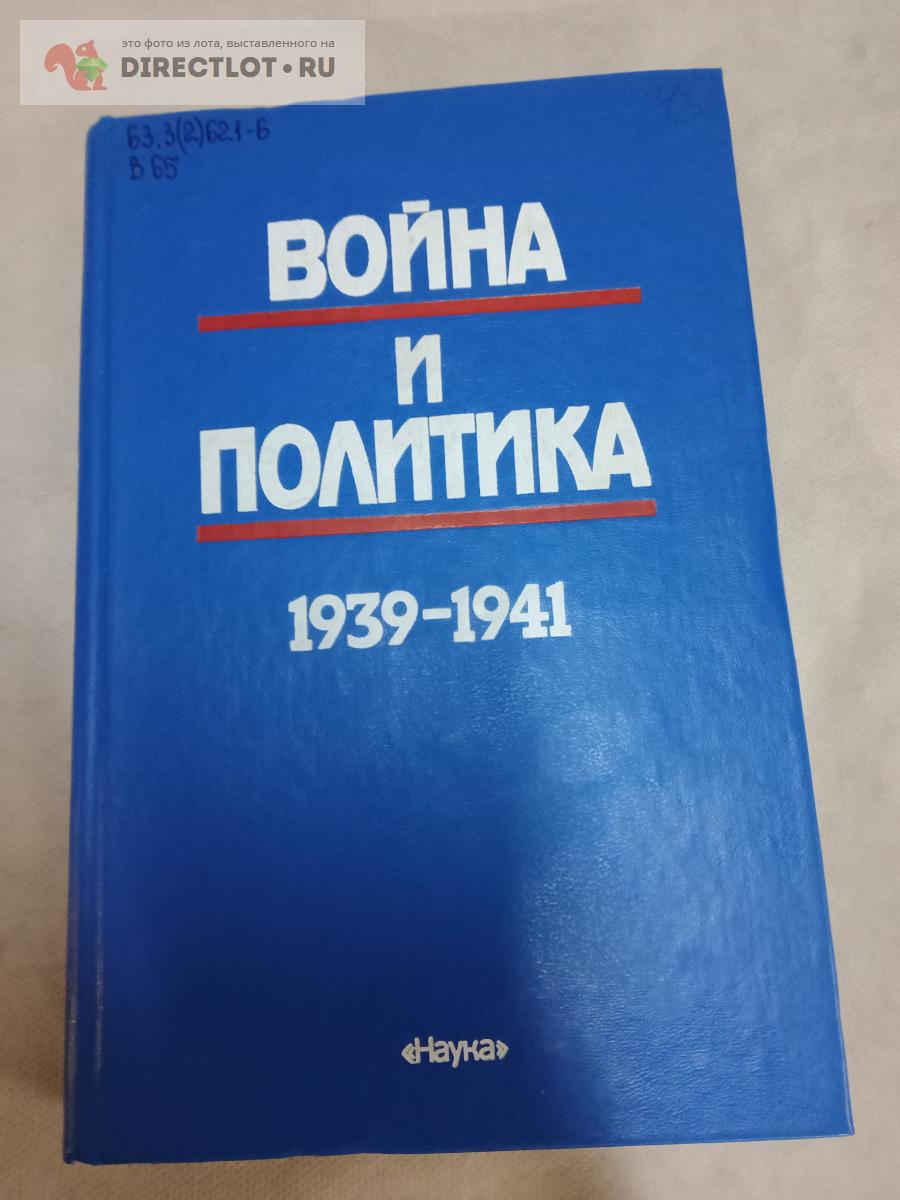 это фото из лота, выставленного на
DIRECTLOT.RU
63.3(2)621-6
В 65
ВОЙНА
И
ПОЛИТИКА
1939-1941
«Наука»